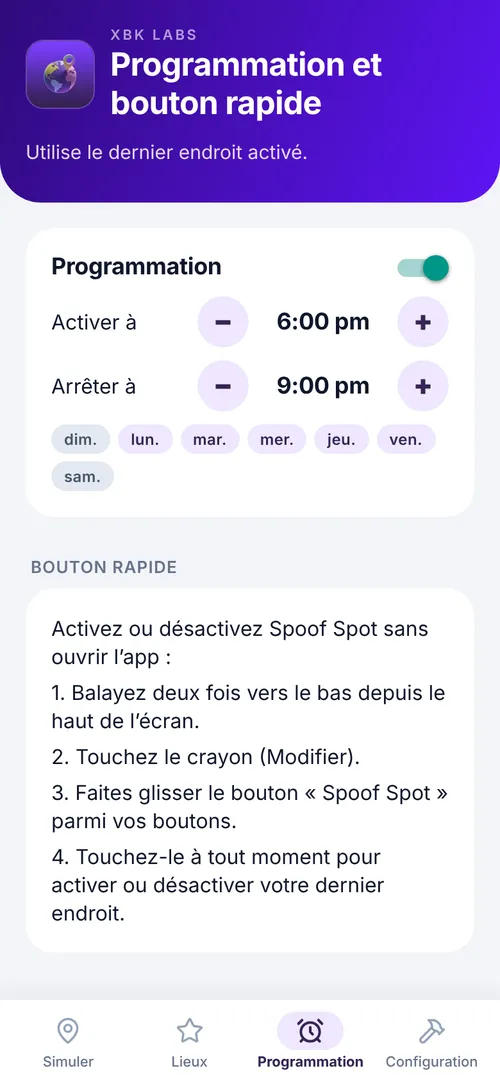 XBK LABS
Programmation et
bouton rapide
Utilise le dernier endroit activé.
Programmation
Activer à
6:00 pm
Arrêter à
9:00 pm
dim. lun. mar. mer. jeu. ven.
sam.
BOUTON RAPIDE
Activez ou désactivez Spoof Spot sans
ouvrir l’app :
1. Balayez deux fois vers le bas depuis le
haut de l’écran.
2. Touchez le crayon (Modifier).
3. Faites glisser le bouton « Spoof Spot »
parmi vos boutons.
4. Touchez-le à tout moment pour
activer ou désactiver votre dernier
endroit.
Simuler Lieux Programmation Configuration